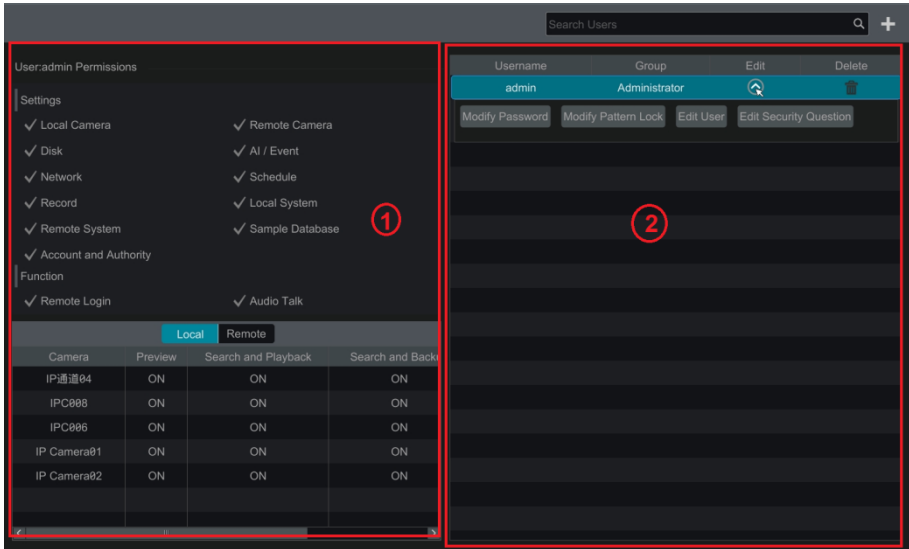 Search Users
User:admin Permissions
Settings
Local Camera Remote Camera
Disk AI / Event
Network Schedule
Record Local System
Remote System Sample Database
Account and Authority
Function
Remote Login Audio Talk
1
Local Remote
Camera Preview Search and Playback Search and Back
IP通道04 ON ON ON
IPC008 ON ON ON
IPC006 ON ON ON
IP Camera01 ON ON ON
IP Camera02 ON ON ON
Username Group Edit Delete
admin Administrator
Modify Password Modify Pattern Lock Edit User Edit Security Question
2